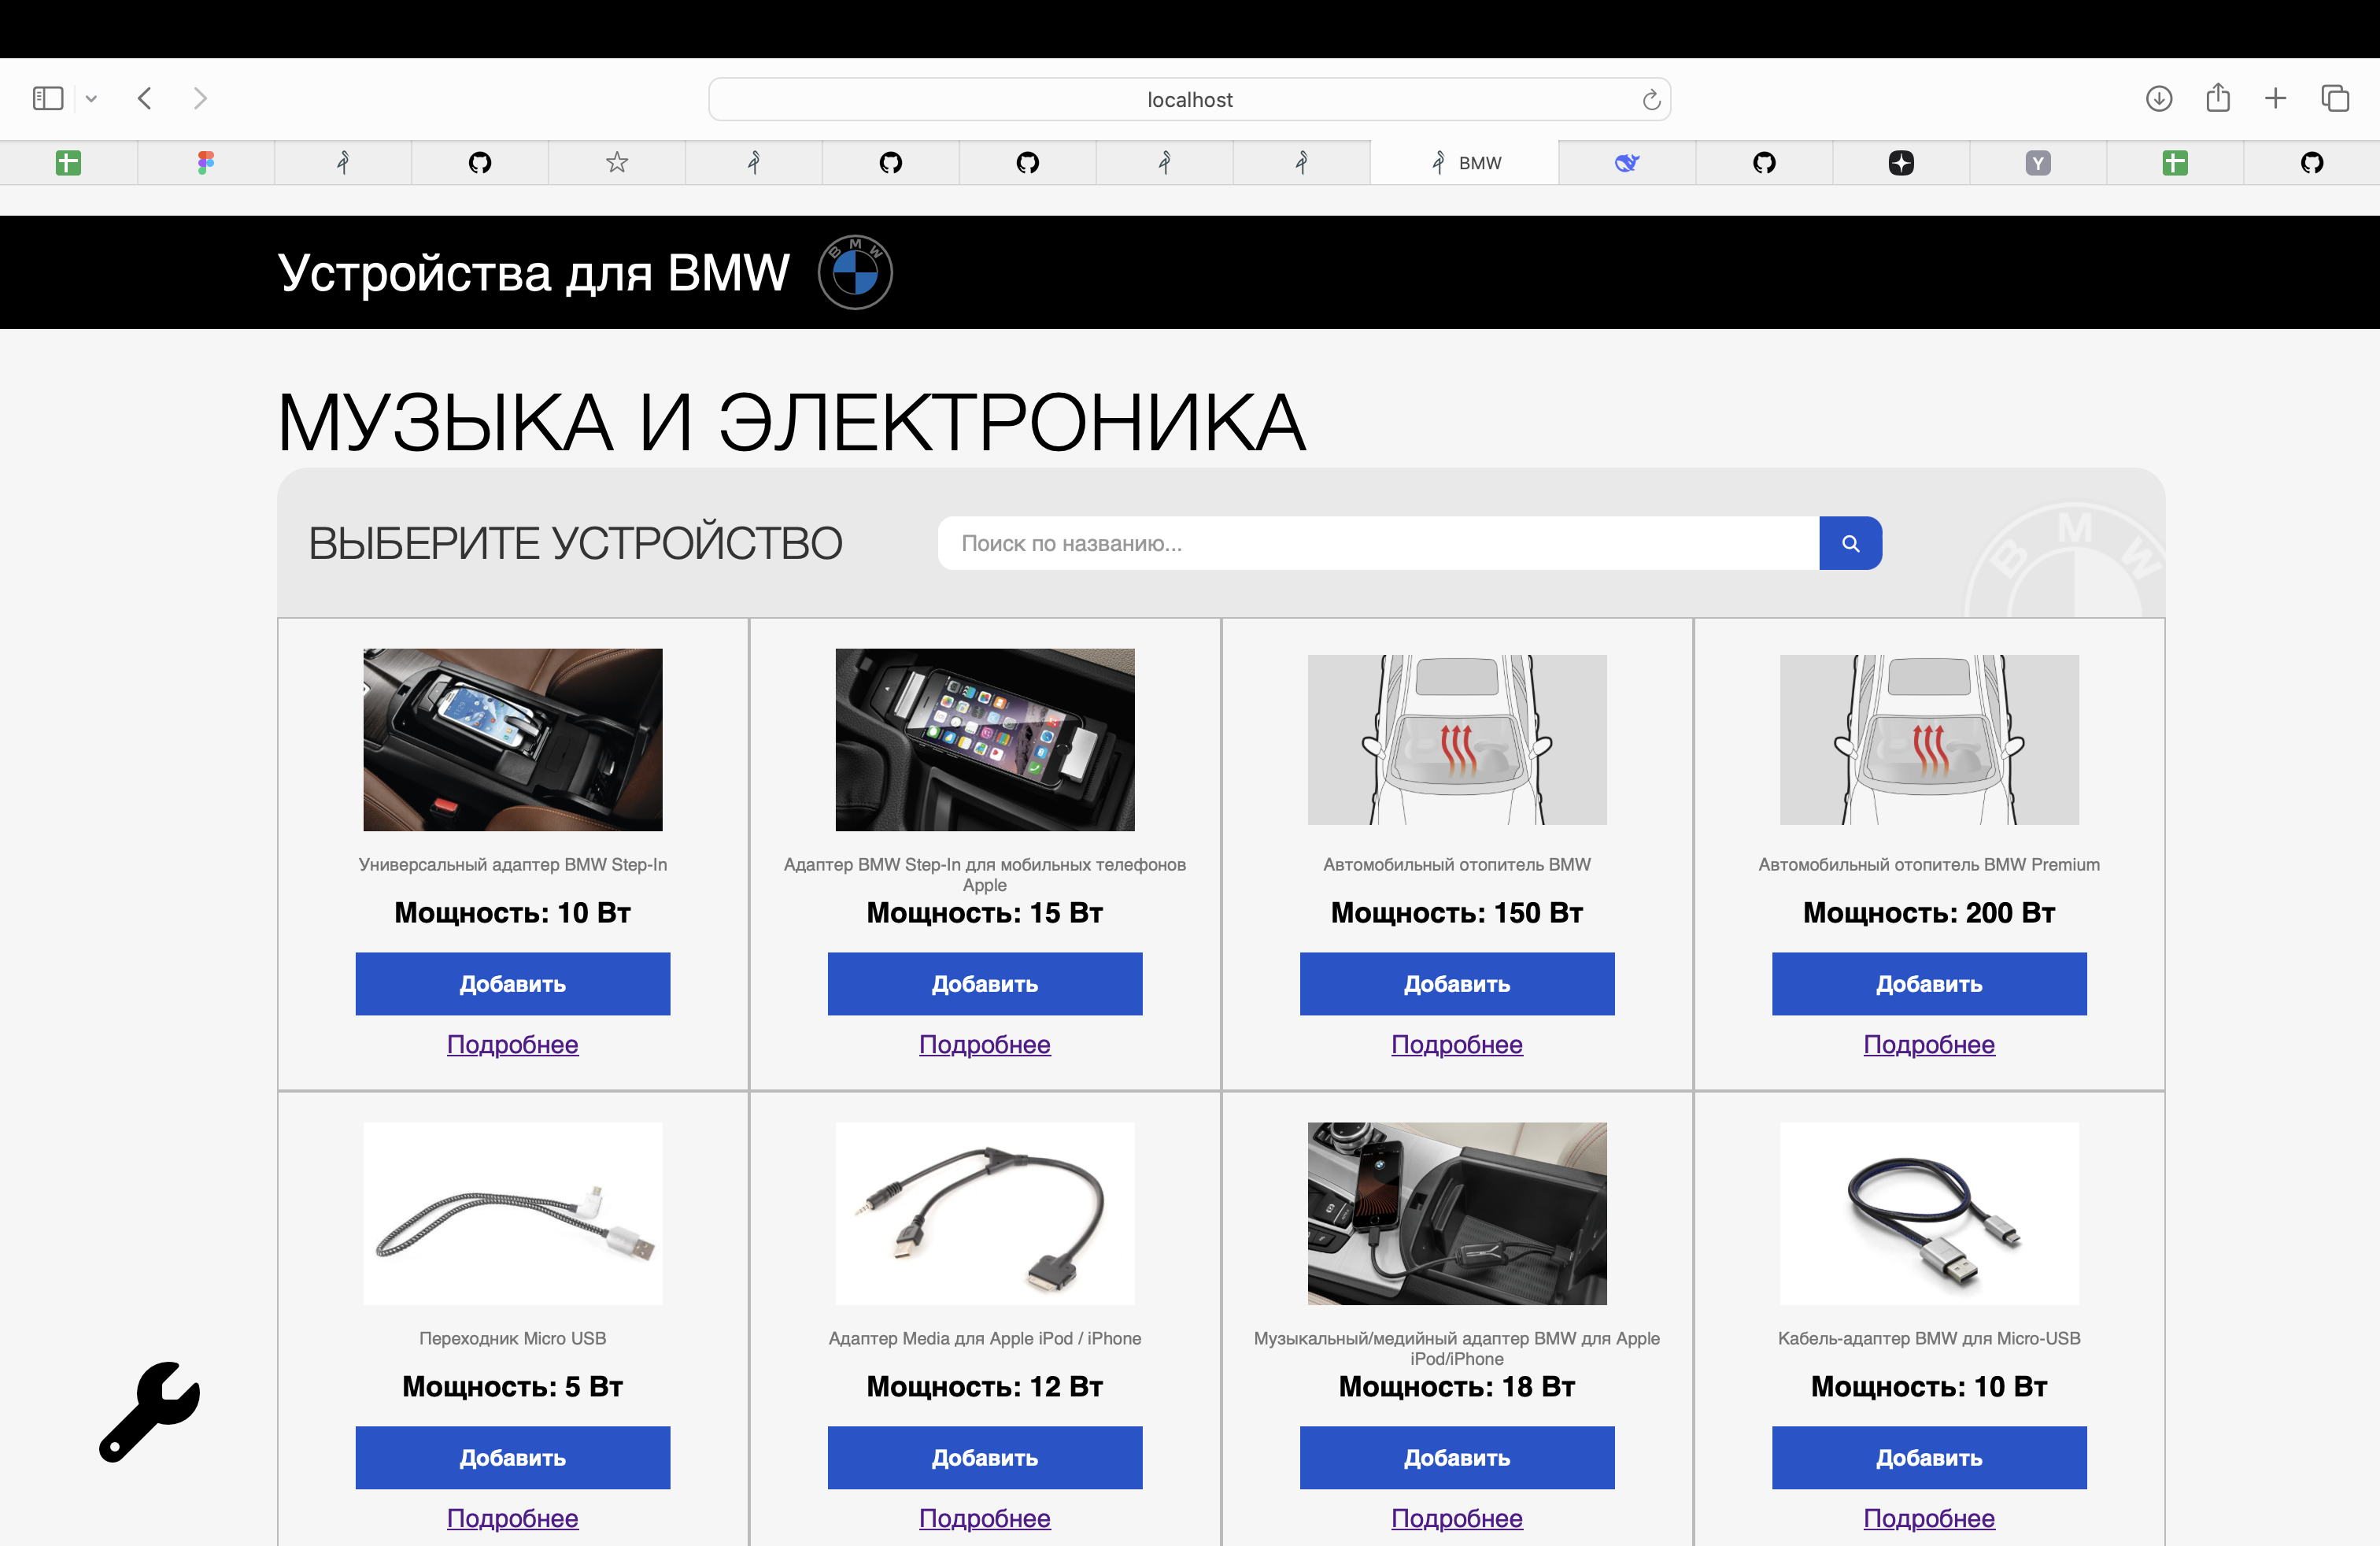 localhost
BMW
Y
Устройства для BMW
BMW
МУЗЫКА И ЭЛЕКТРОНИКА
ВЫБЕРИТЕ УСТРОЙСТВО
Поиск по названию...
BMW
Универсальный адаптер BMW Step-In
Мощность: 10 Вт
Добавить
Подробнее
Адаптер BMW Step-In для мобильных телефонов
Apple
Мощность: 15 Вт
Добавить
Подробнее
Автомобильный отопитель BMW
Мощность: 150 Вт
Добавить
Подробнее
Автомобильный отопитель BMW Premium
Мощность: 200 Вт
Добавить
Подробнее
Переходник Micro USB
Мощность: 5 Вт
Добавить
Подробнее
Адаптер Media для Apple iPod / iPhone
Мощность: 12 Вт
Добавить
Подробнее
Музыкальный/медийный адаптер BMW для Apple
iPod/iPhone
Мощность: 18 Вт
Добавить
Подробнее
Кабель-адаптер BMW для Micro-USB
Мощность: 10 Вт
Добавить
Подробнее